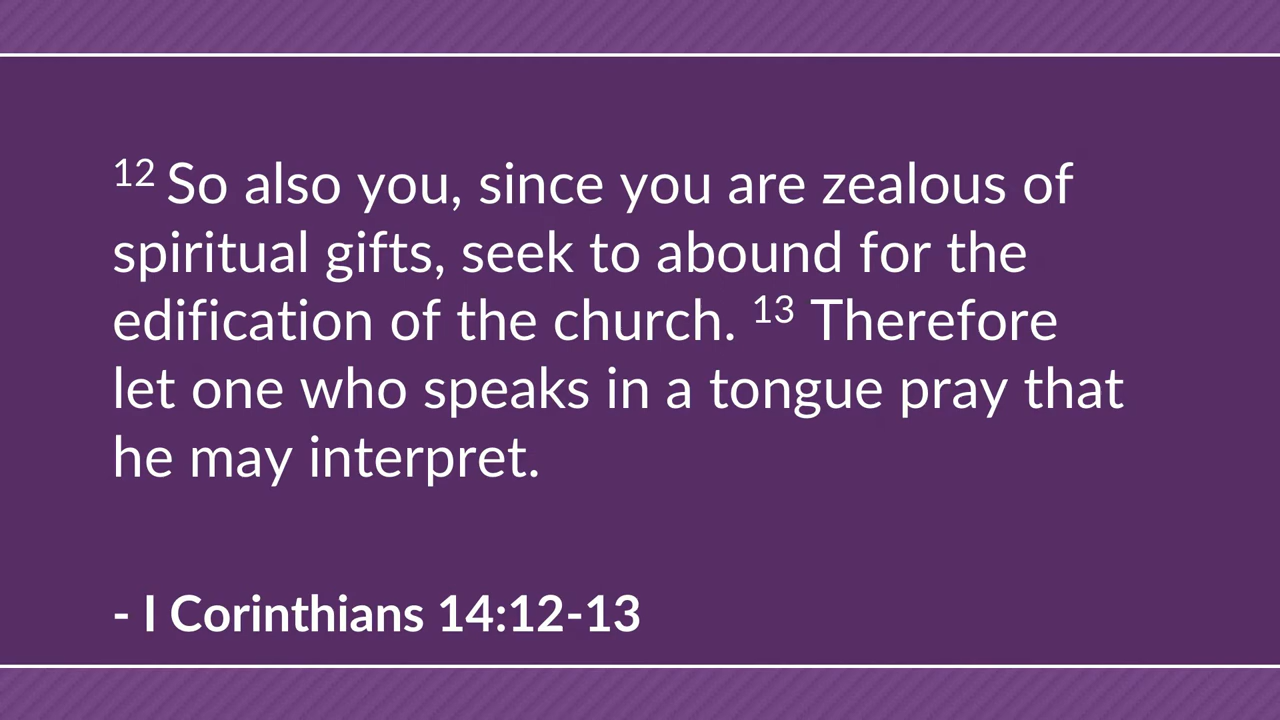 12 So also you, since you are zealous of
spiritual gifts, seek to abound for the
edification of the church. 13 Therefore
let one who speaks in a tongue pray that
he may interpret.
- I Corinthians 14:12-13